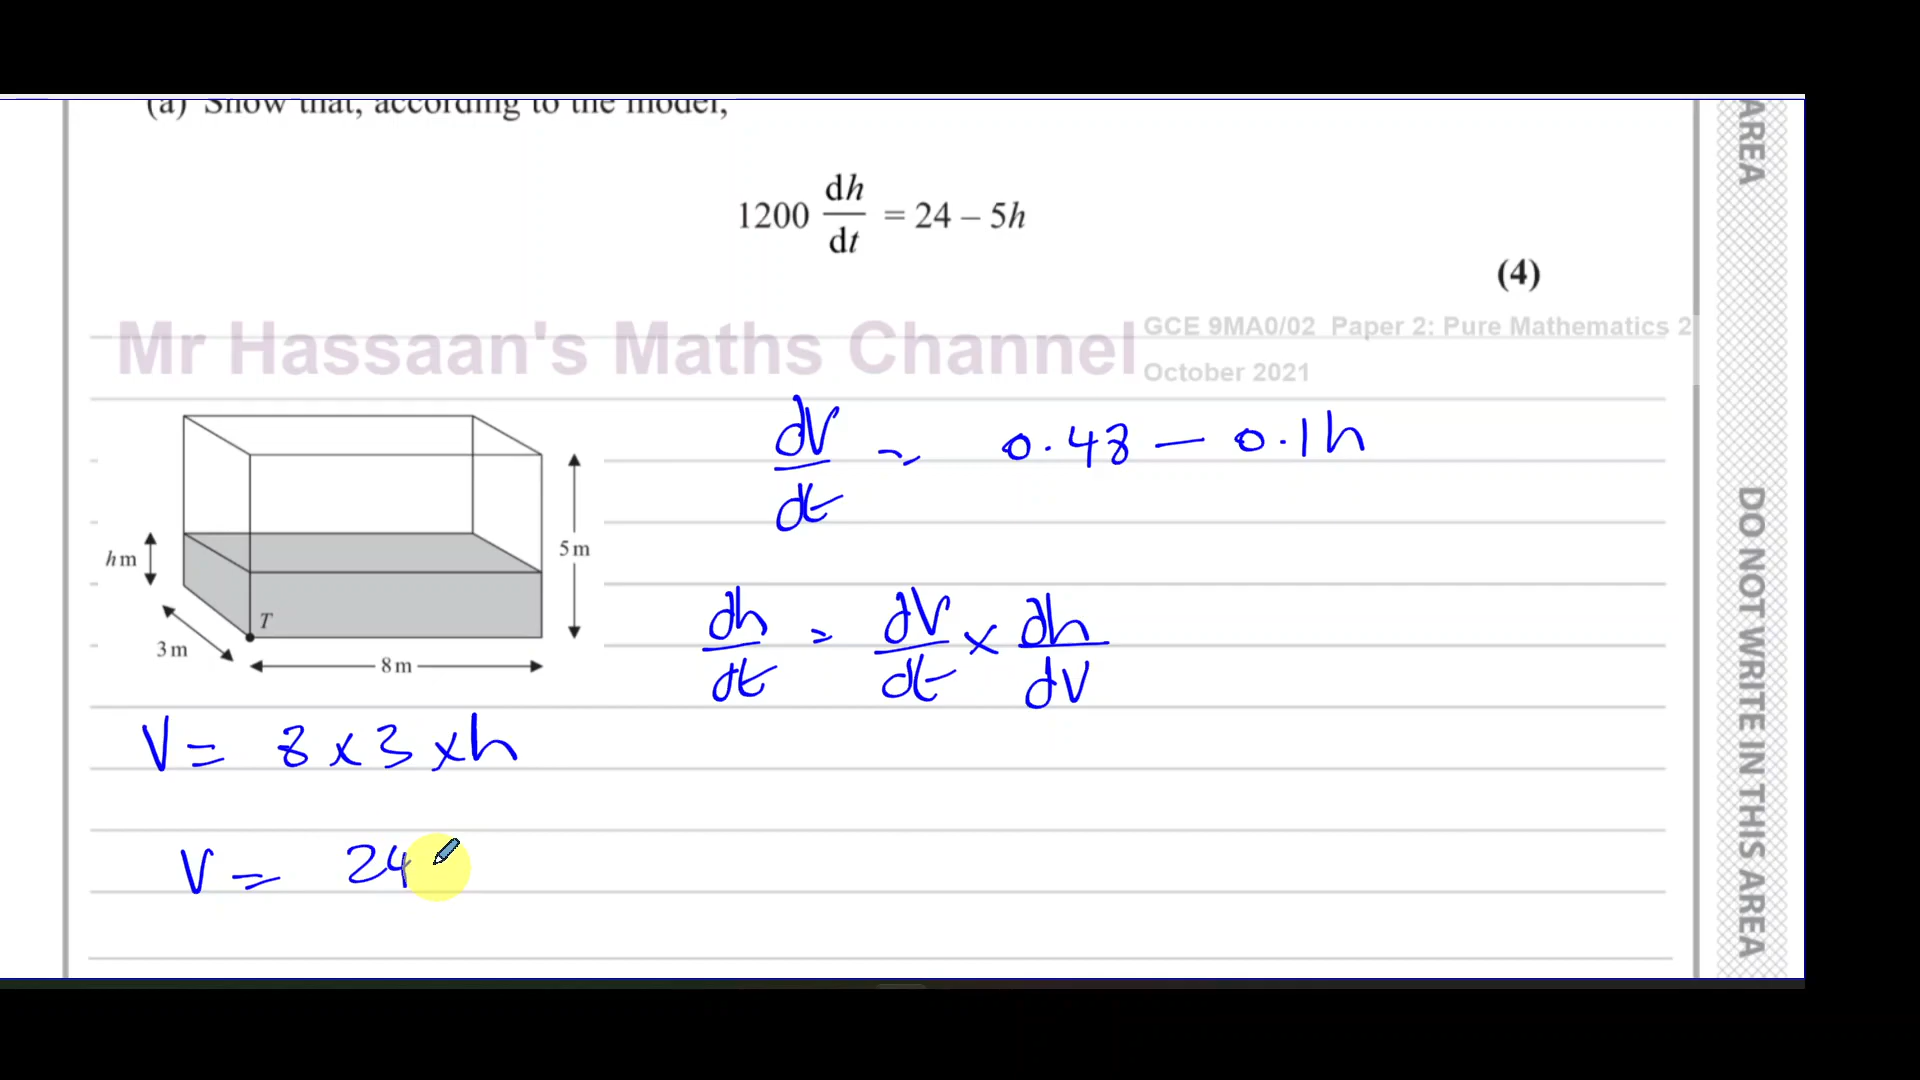 (a) Show that, according to the model,
1200 dh/dt = 24 – 5h
(4)
Mr Hassaan's Maths Channel
GCE 9MA0/02 Paper 2: Pure Mathematics 2
October 2021
dV/dt = 0.48 – 0.1h
h m
5 m
T
3 m
8 m
dh/dt = dV/dt × dh/dV
V = 8 × 3 × h
V = 24
AREA
DO NOT WRITE IN THIS AREA